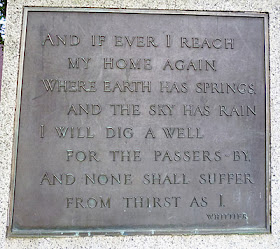 AND IF EVER I REACH
MY HOME AGAIN
WHERE EARTH HAS SPRINGS,
AND THE SKY HAS RAIN
I WILL DIG A WELL
FOR THE PASSERS-BY,
AND NONE SHALL SUFFER
FROM THIRST AS I.
WHITTIER